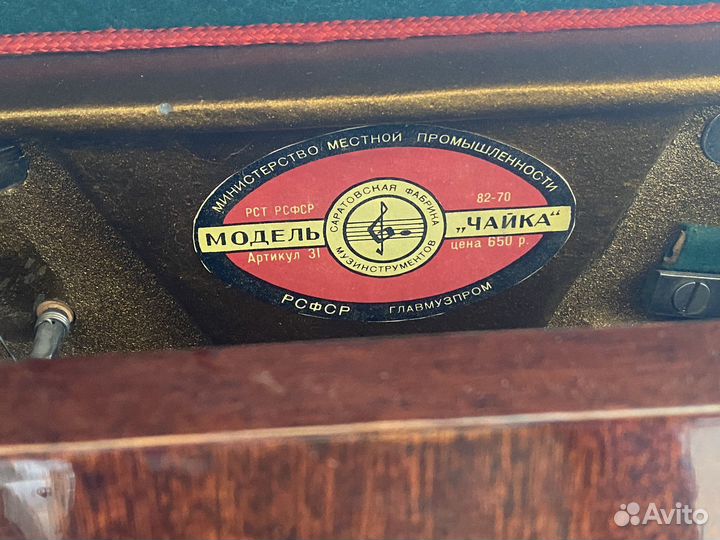 МИНИСТЕРСТВО МЕСТНОЙ ПРОМЫШЛЕННОСТИ
РСТ РСФСР 82-70
САРАТОВСКАЯ ФАБРИКА
МОДЕЛЬ „ЧАЙКА“
МУЗИНСТРУМЕНТОВ
Артикул 31 цена 650 р.
РСФСР ГЛАВМУЗПРОМ
Avito